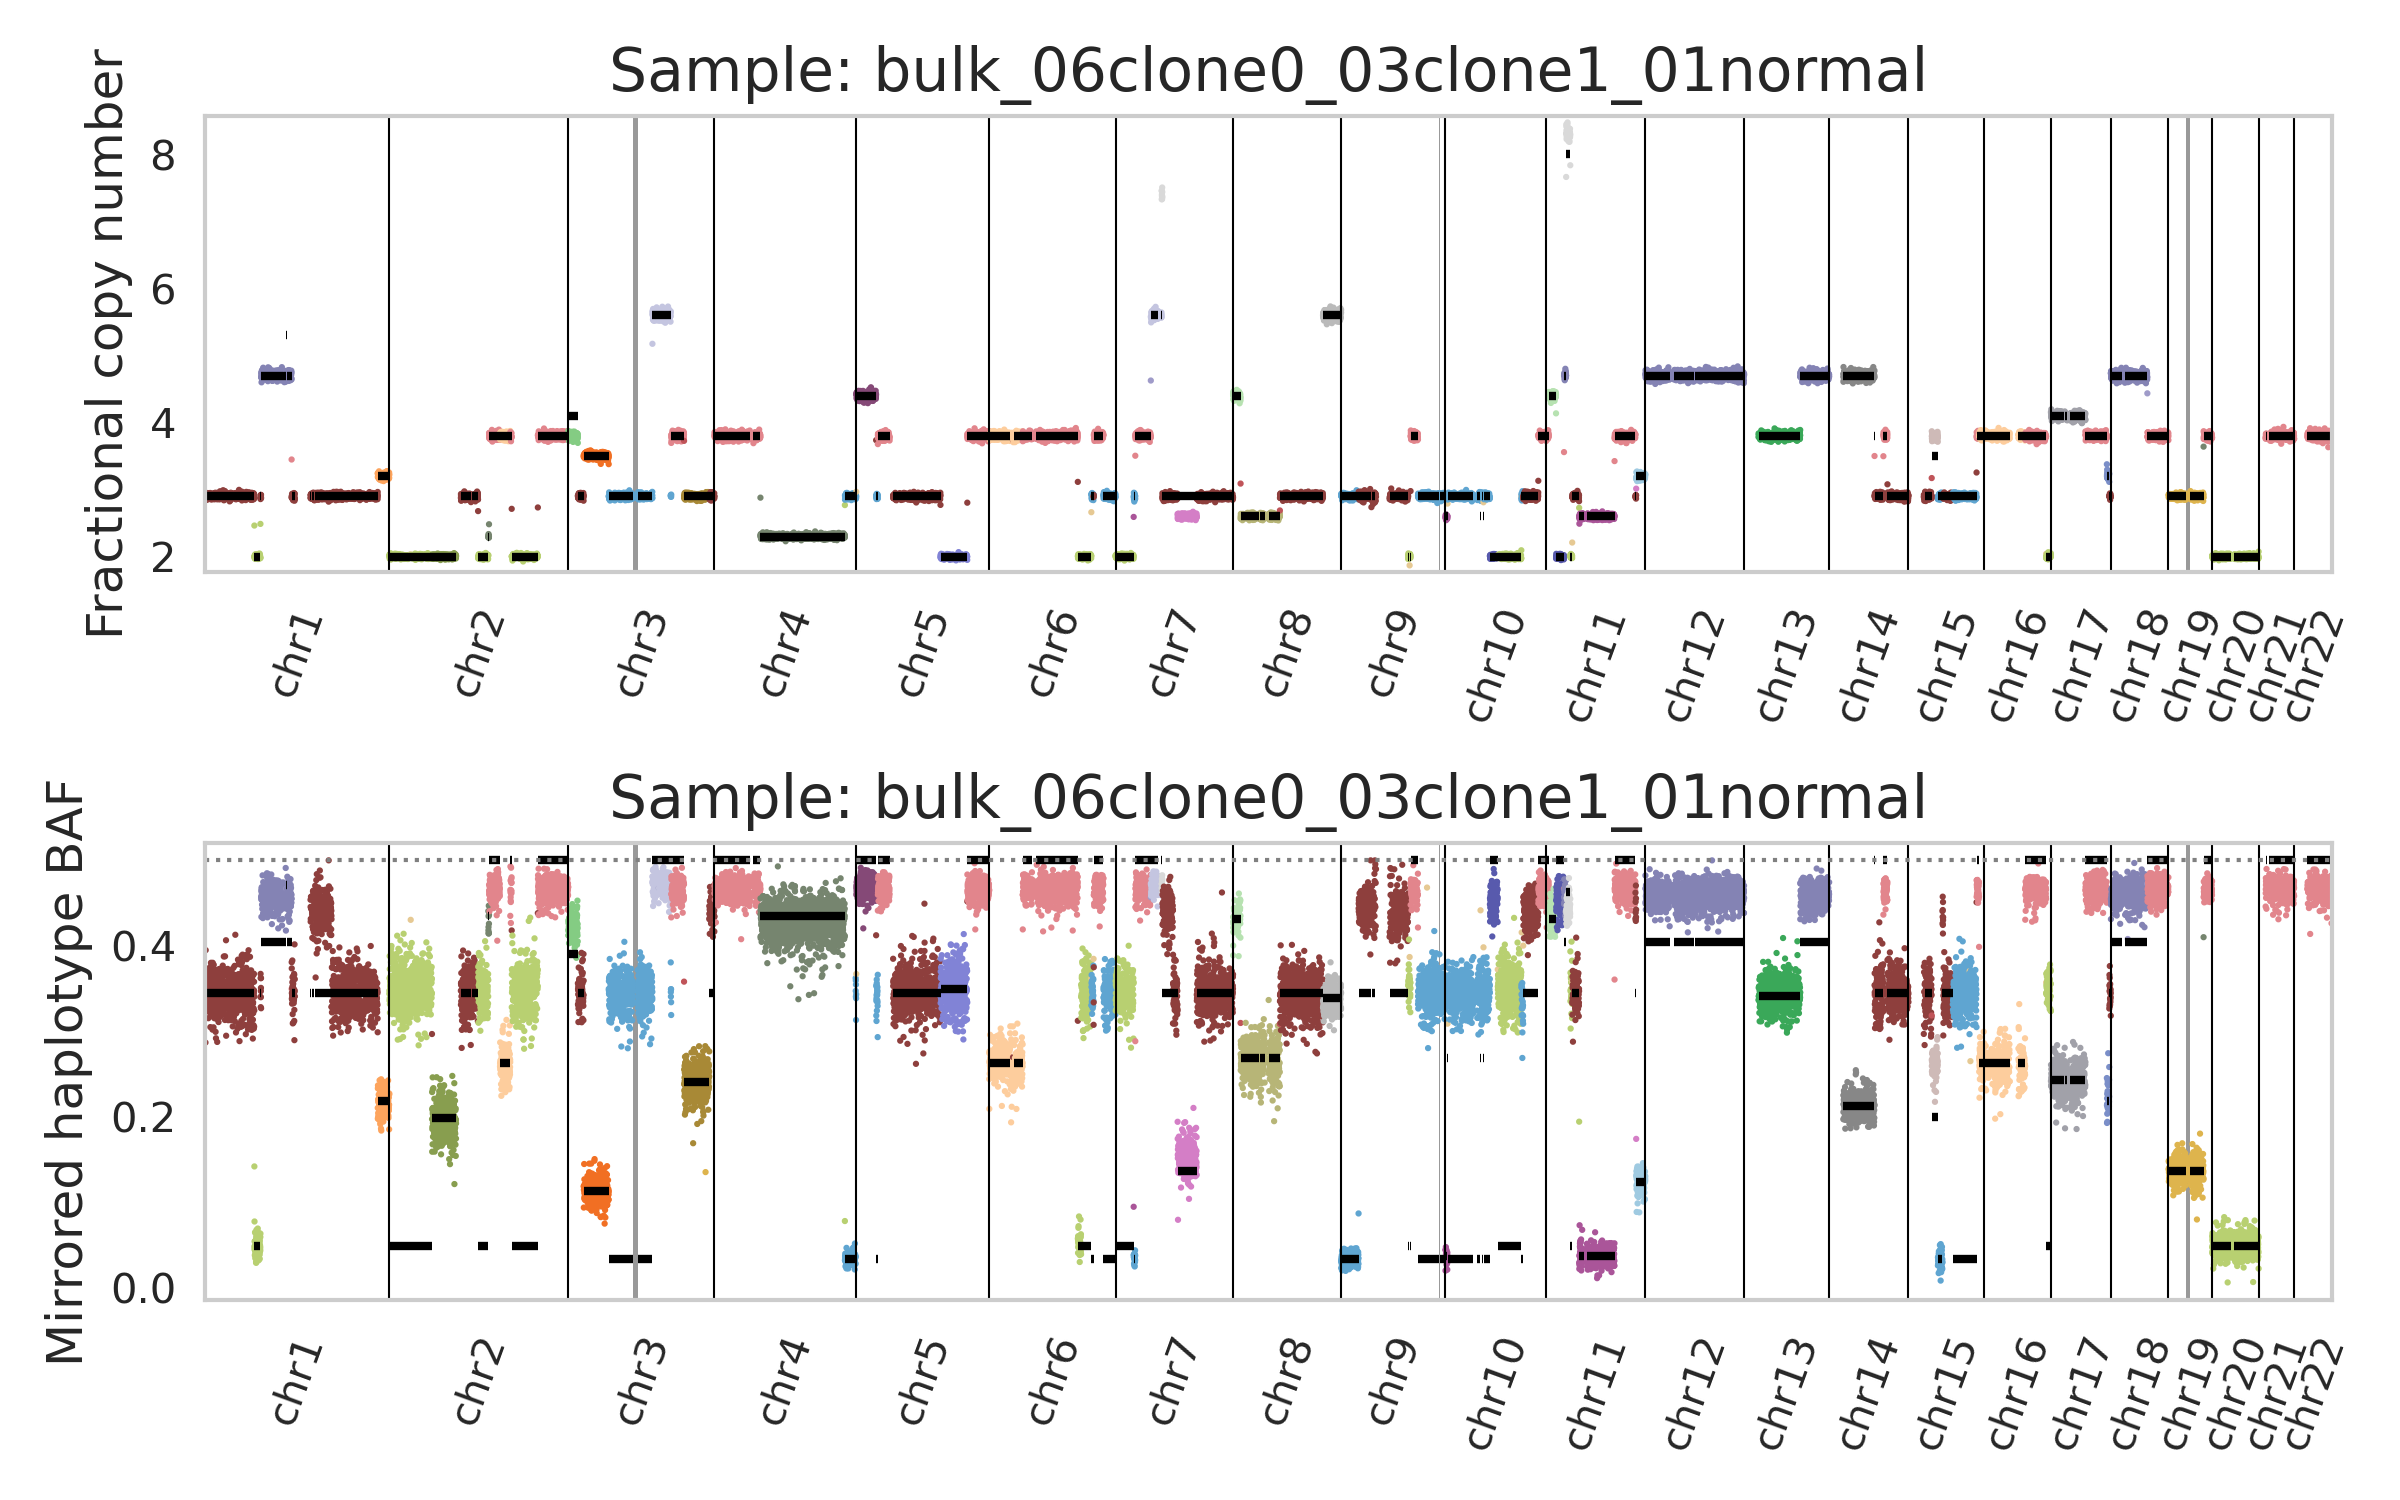 Sample: bulk_06clone0_03clone1_01normal
Fractional copy number
8
6
4
2
chr1
chr2
chr3
chr4
chr5
chr6
chr7
chr8
chr9
chr10
chr11
chr12
chr13
chr14
chr15
chr16
chr17
chr18
chr19
chr20
chr21
chr22
Sample: bulk_06clone0_03clone1_01normal
Mirrored haplotype BAF
0.4
0.2
0.0
chr1
chr2
chr3
chr4
chr5
chr6
chr7
chr8
chr9
chr10
chr11
chr12
chr13
chr14
chr15
chr16
chr17
chr18
chr19
chr20
chr21
chr22